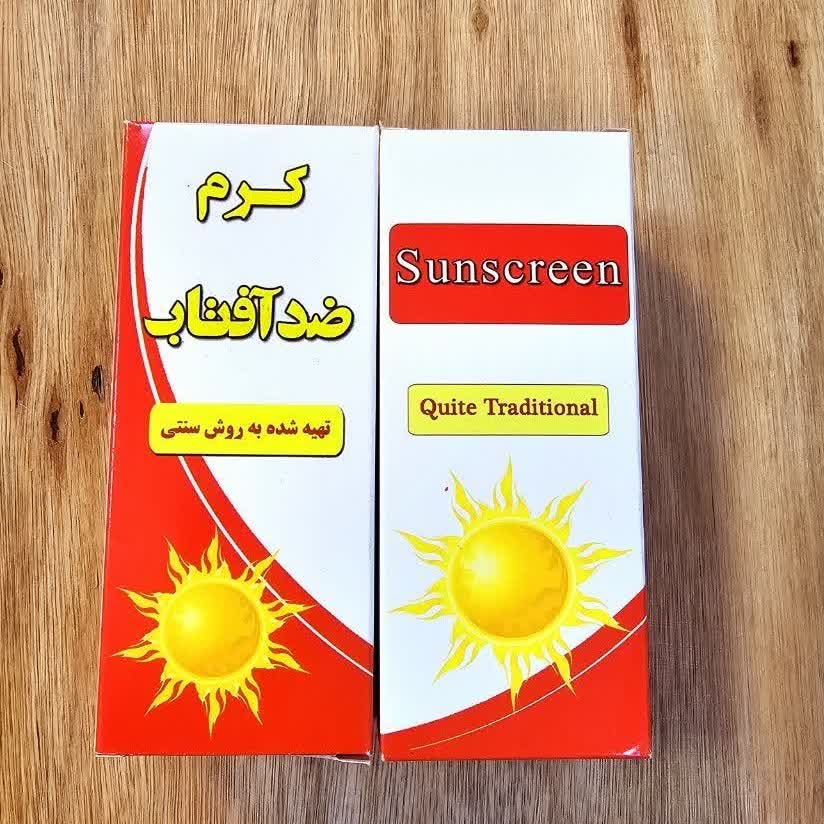 کرم
ضدآفتاب
تهیه شده به روش سنتی
Sunscreen
Quite Traditional